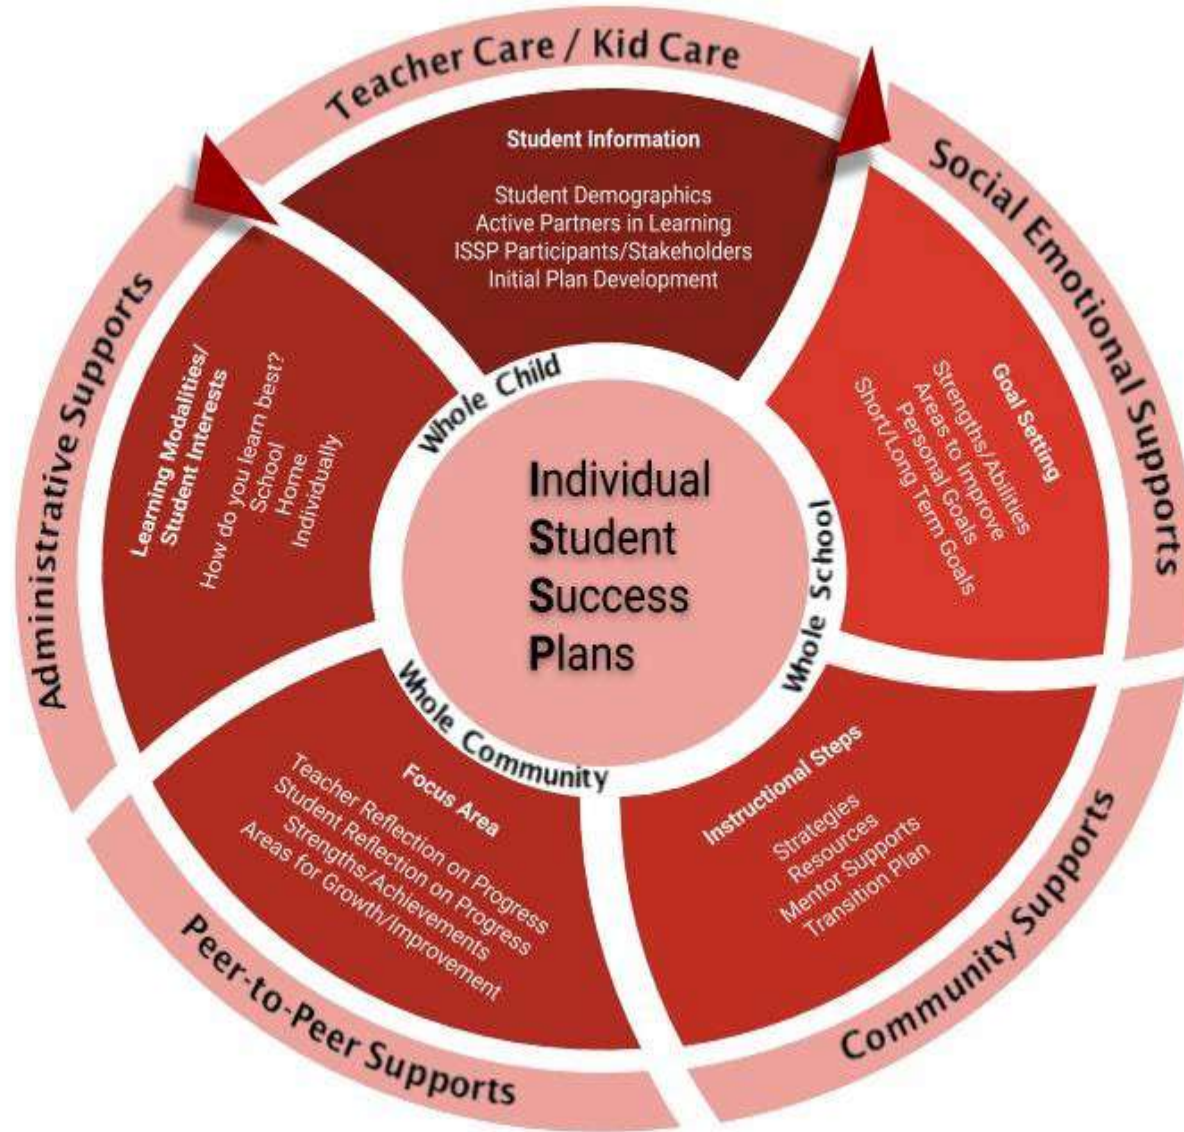 Teacher Care / Kid Care
Social Emotional Supports
Community Supports
Peer-to-Peer Supports
Administrative Supports
Student Information
Student Demographics
Active Partners in Learning
ISSP Participants/Stakeholders
Initial Plan Development
Goal Setting
Strengths/Abilities
Areas to Improve
Personal Goals
Short/Long Term Goals
Instructional Steps
Strategies
Resources
Mentor Supports
Transition Plan
Focus Area
Teacher Reflection on Progress
Student Reflection on Progress
Strengths/Achievements
Areas for Growth/Improvement
Learning Modalities/
Student Interests
How do you learn best?
School
Home
Individually
Whole Child
Whole School
Whole Community
Individual
Student
Success
Plans